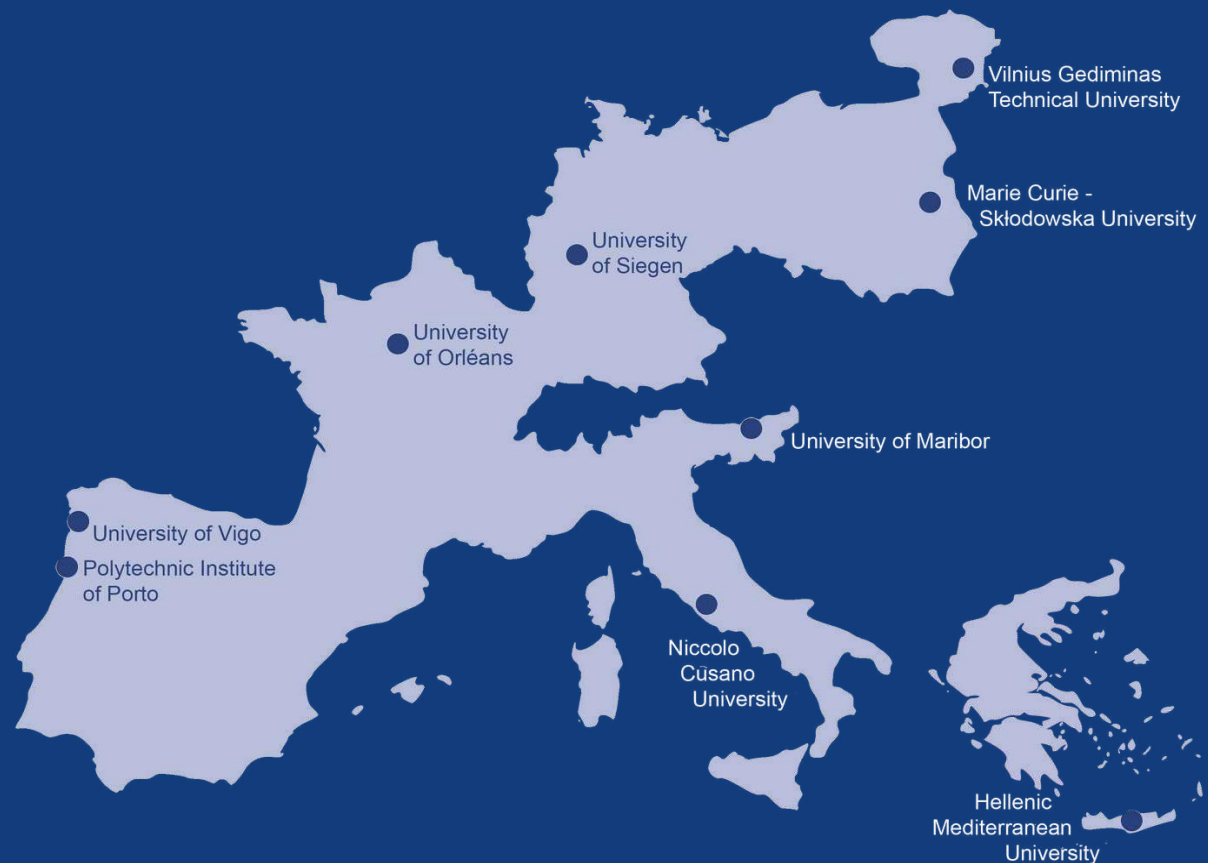 Vilnius Gediminas
Technical University
Marie Curie -
Skłodowska University
University
of Siegen
University
of Orléans
University of Maribor
University of Vigo
Polytechnic Institute
of Porto
Niccolo
Cusano
University
Hellenic
Mediterranean
University